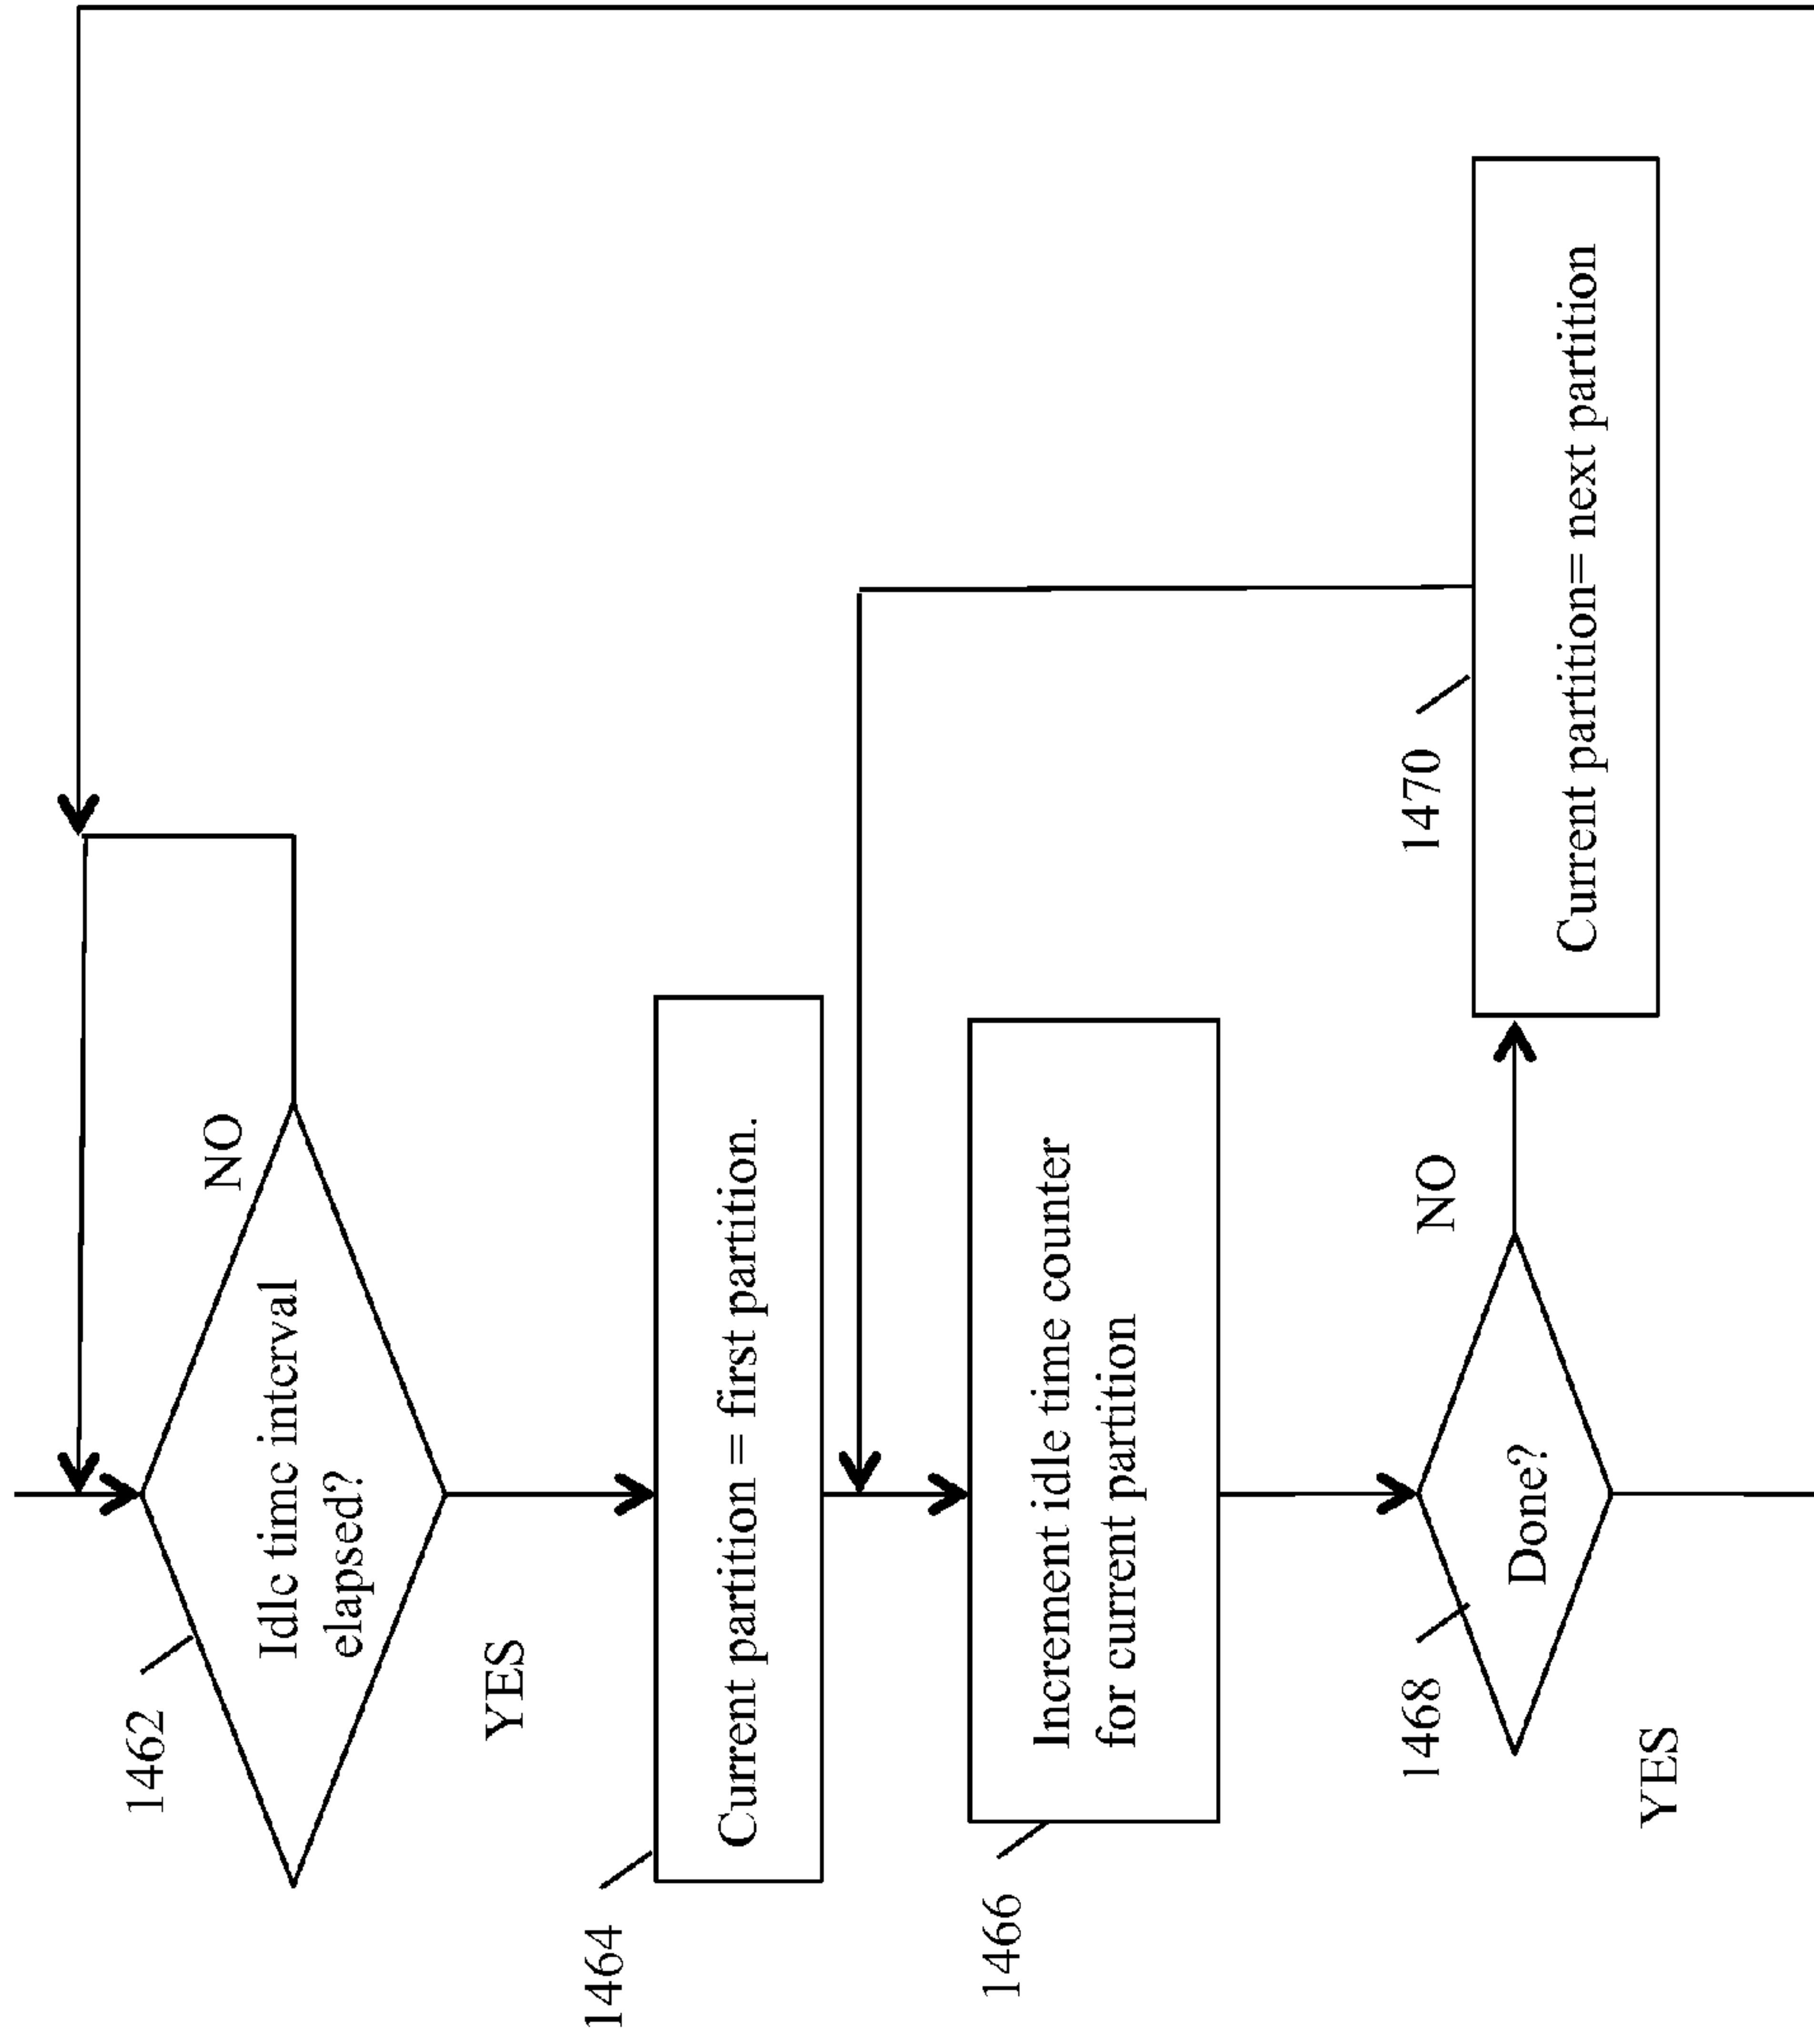 1462
Idle time interval
elapsed?
NO
YES
1464
Current partition = first partition.
1466
Increment idle time counter
for current partition
1468
Done?
NO
YES
1470
Current partition= next partition